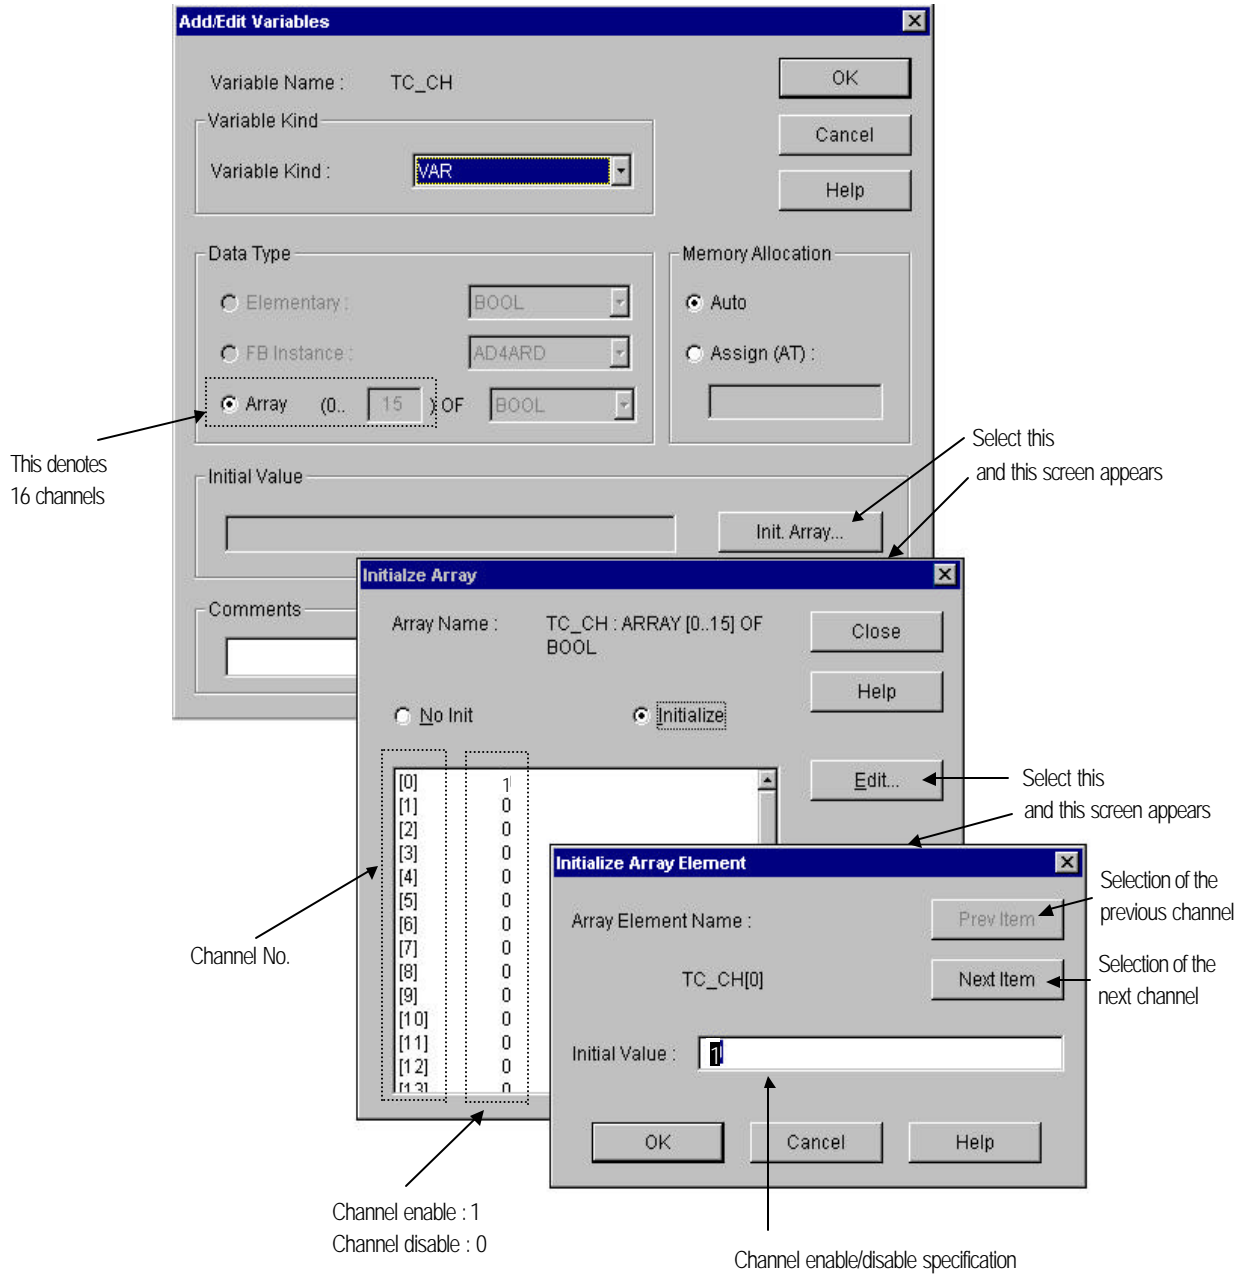 Add/Edit Variables
Variable Name : TC_CH
OK
Variable Kind
Cancel
Variable Kind : VAR
Help
Data Type
Memory Allocation
Elementary : BOOL
Auto
FB Instance : AD4ARD
Assign (AT) :
Array (0.. 15 ) OF BOOL
This denotes
16 channels
Select this
and this screen appears
Initial Value
Init. Array...
Comments
Initialze Array
Array Name : TC_CH : ARRAY [0..15] OF
BOOL
Close
Help
No Init
Initialize
[0] 1
[1] 0
[2] 0
[3] 0
[4] 0
[5] 0
[6] 0
[7] 0
[8] 0
[9] 0
[10] 0
[11] 0
[12] 0
[13] 0
Edit...
Select this
and this screen appears
Channel No.
Initialize Array Element
Array Element Name :
Prev Item
Selection of the
previous channel
TC_CH[0]
Next Item
Selection of the
next channel
Initial Value : 1
OK
Cancel
Help
Channel enable : 1
Channel disable : 0
Channel enable/disable specification